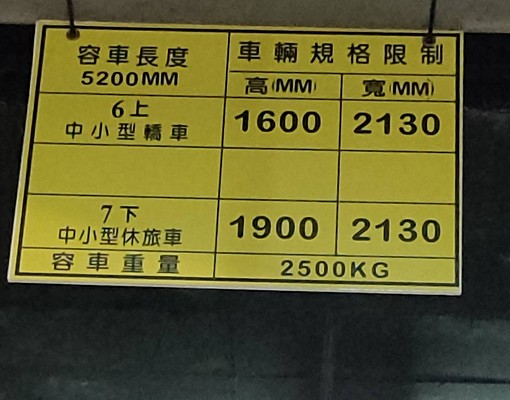 容車長度
5200MM
車輛規格限制
高(MM) 寬(MM)
6上
中小型轎車
1600 2130
7下
中小型休旅車
1900 2130
容車重量 2500KG